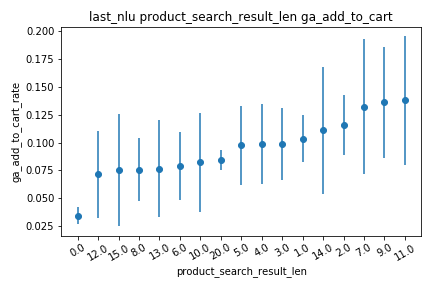 last_nlu product_search_result_len ga_add_to_cart
ga_add_to_cart_rate
0.200
0.175
0.150
0.125
0.100
0.075
0.050
0.025
0.0 12.0 15.0 8.0 13.0 6.0 10.0 20.0 5.0 4.0 3.0 1.0 14.0 2.0 7.0 9.0 11.0
product_search_result_len